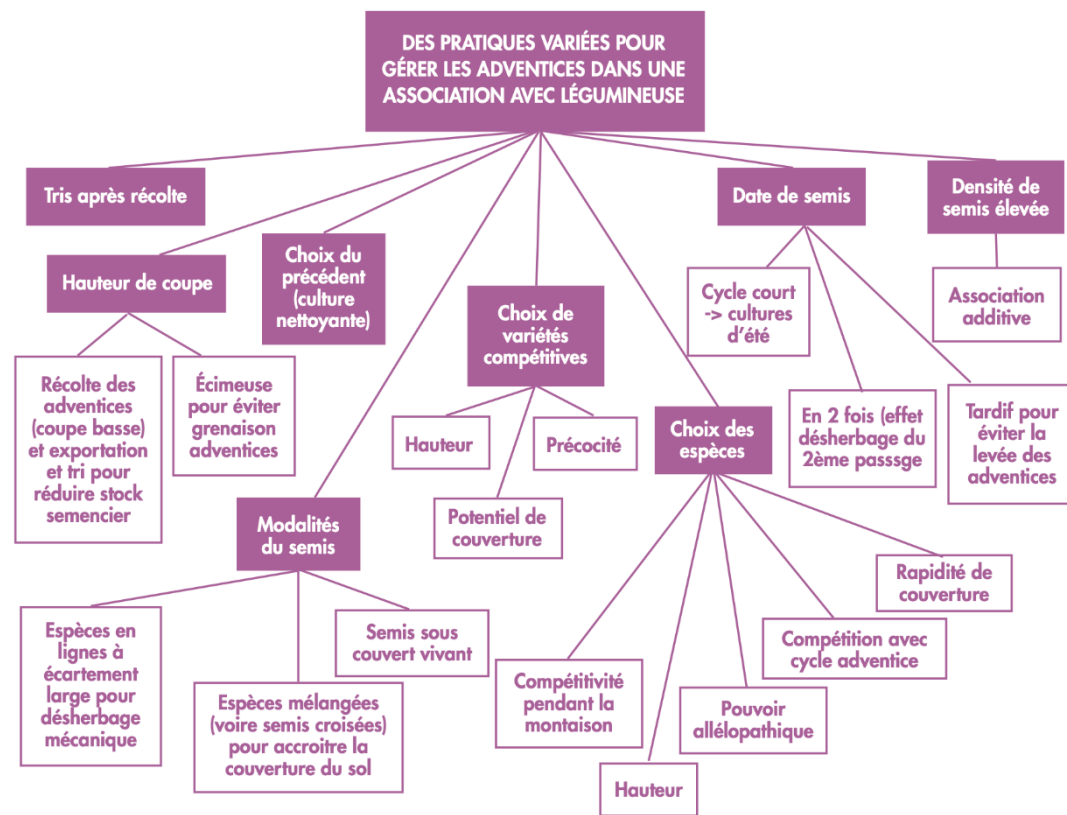 DES PRATIQUES VARIÉES POUR
GÉRER LES ADVENTICES DANS UNE
ASSOCIATION AVEC LÉGUMINEUSE
Tris après récolte
Hauteur de coupe
Récolte des
adventices
(coupe basse)
et exportation
et tri pour
réduire stock
semencier
Écimeuse
pour éviter
grenaison
adventices
Choix du
précédent
(culture
nettoyante)
Modalités
du semis
Espèces en
lignes à
écartement
large pour
désherbage
mécanique
Espèces mélangées
(voire semis croisées)
pour accroitre la
couverture du sol
Semis sous
couvert vivant
Choix de
variétés
compétitives
Hauteur
Potentiel de
couverture
Précocité
Choix des
espèces
Compétitivité
pendant la
montaison
Hauteur
Pouvoir
allélopathique
Compétition avec
cycle adventice
Rapidité de
couverture
Date de semis
Cycle court
-> cultures
d'été
En 2 fois (effet
désherbage du
2ème passsge
Tardif pour
éviter la
levée des
adventices
Densité de
semis élevée
Association
additive